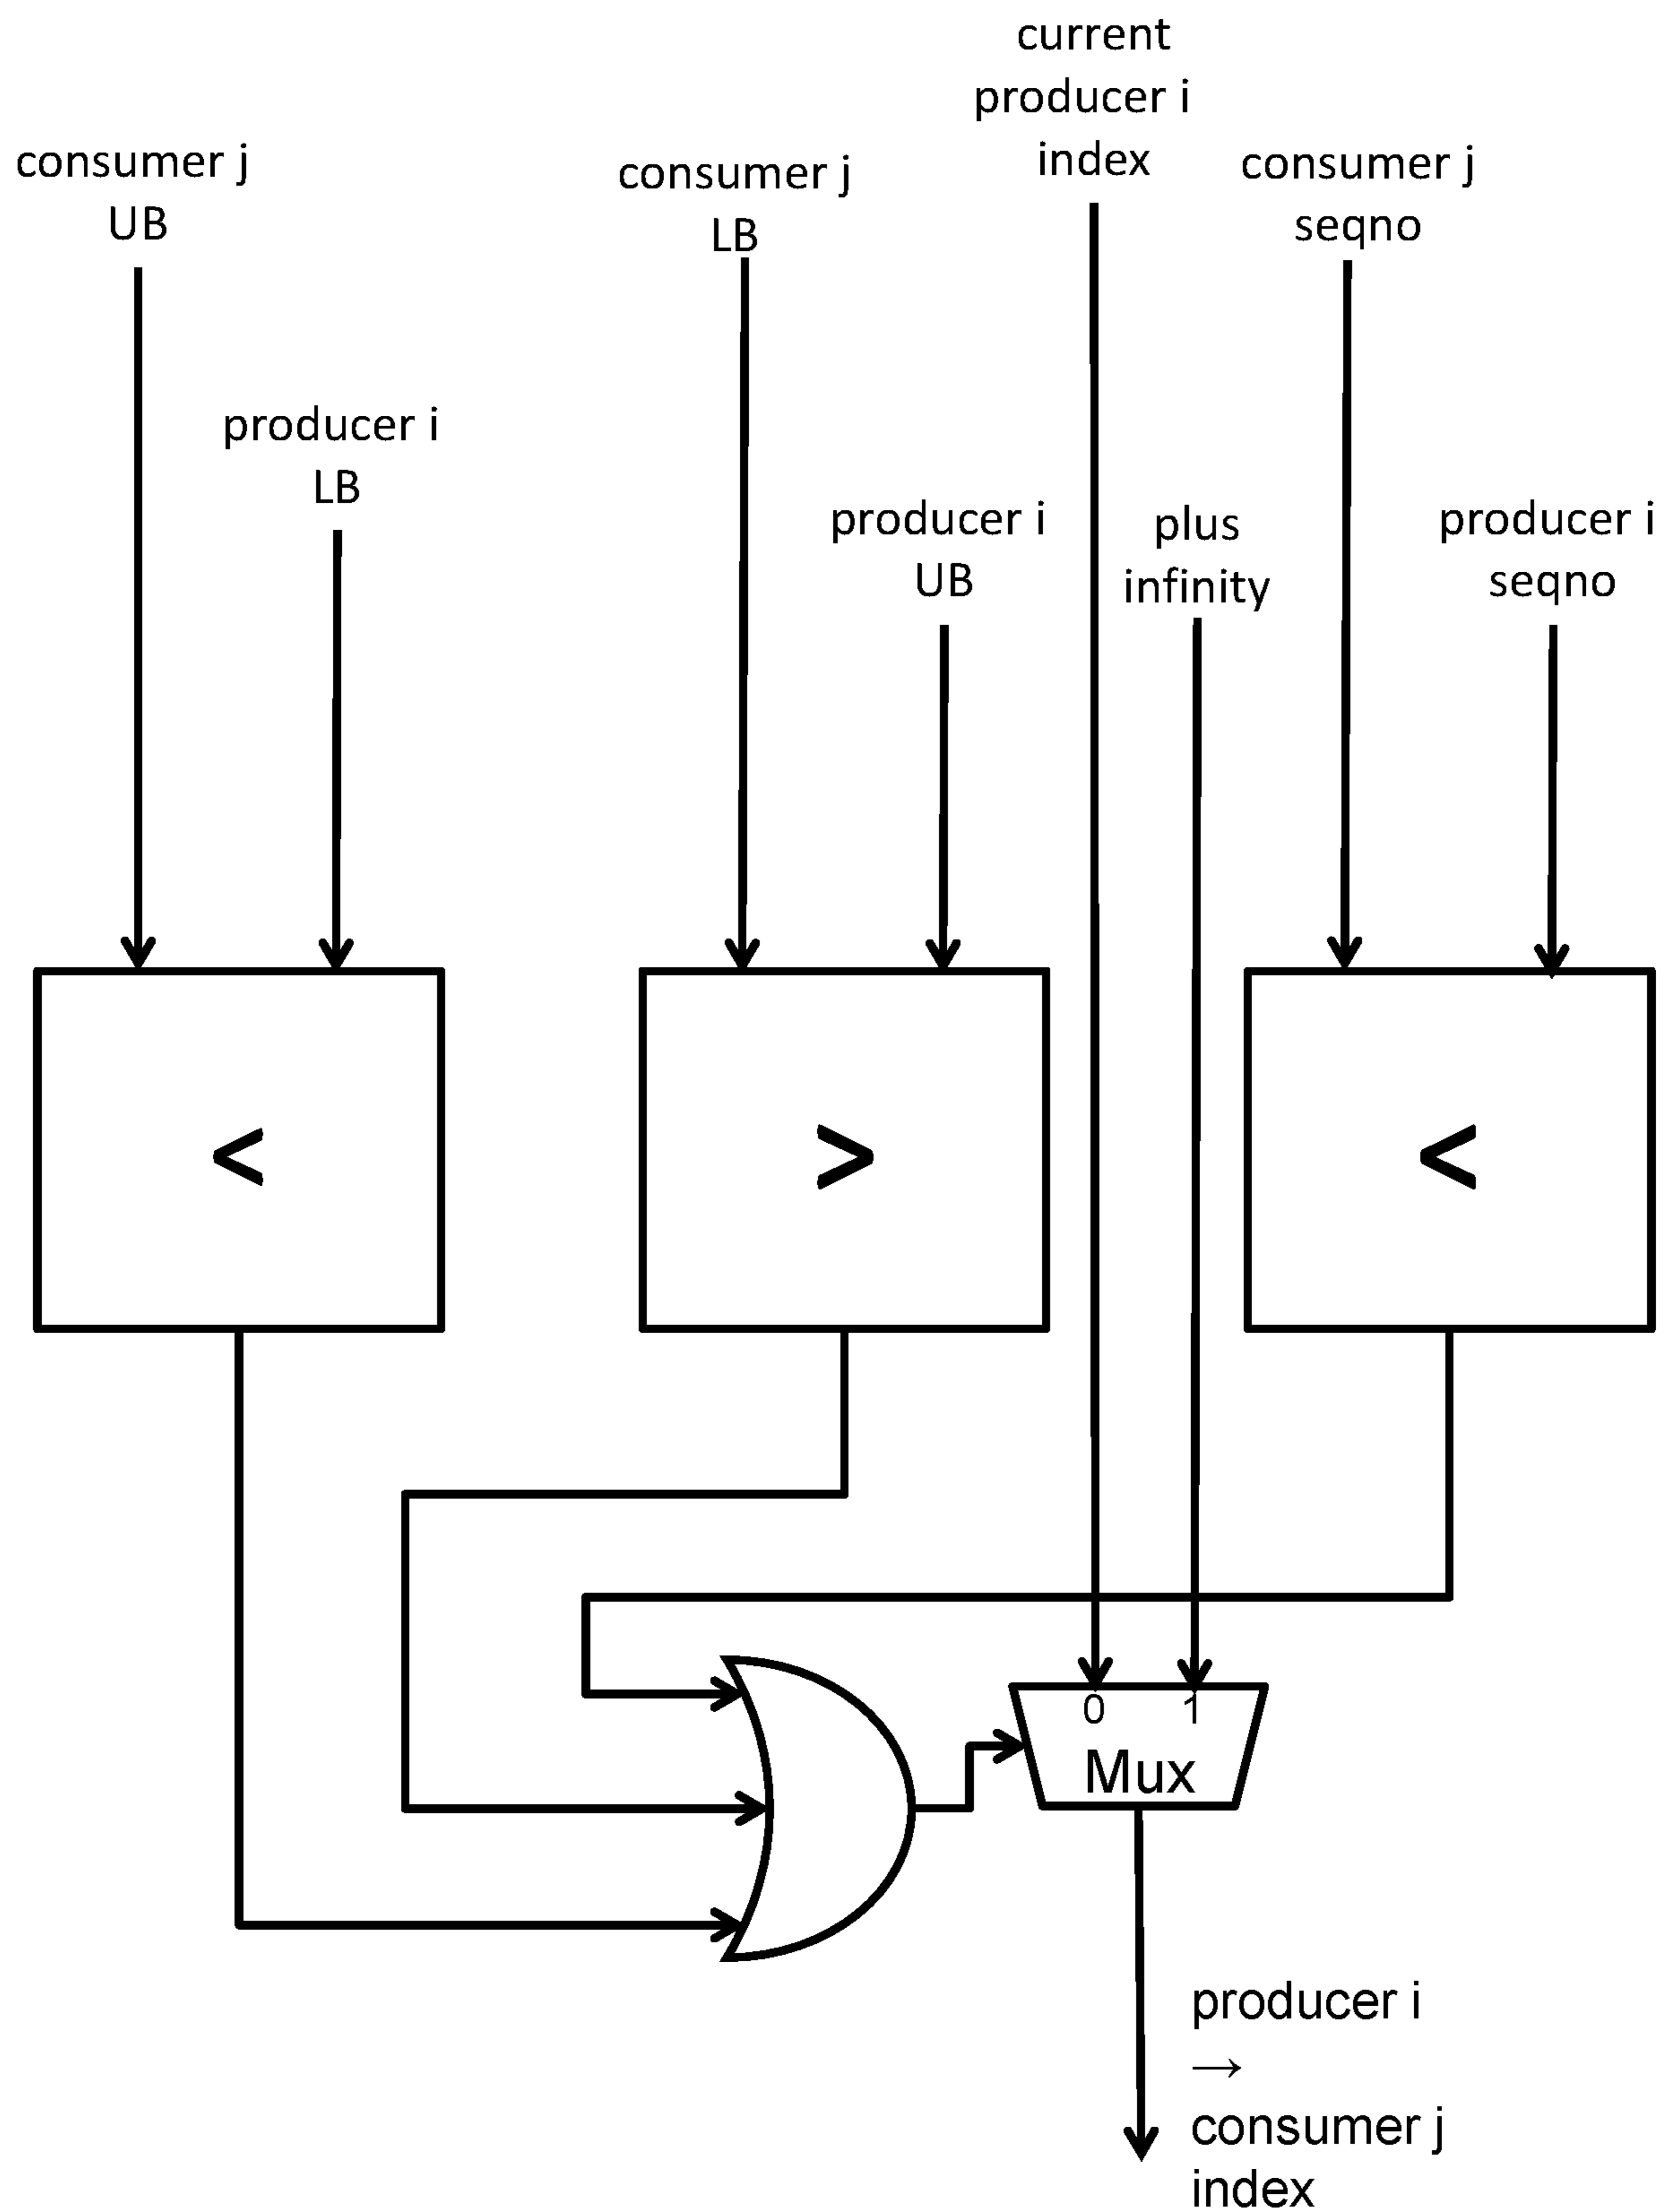 current
producer i
index
consumer j
UB
consumer j
LB
consumer j
seqno
producer i
LB
producer i
UB
plus
infinity
producer i
seqno
<
>
<
0 1
Mux
producer i
→
consumer j
index